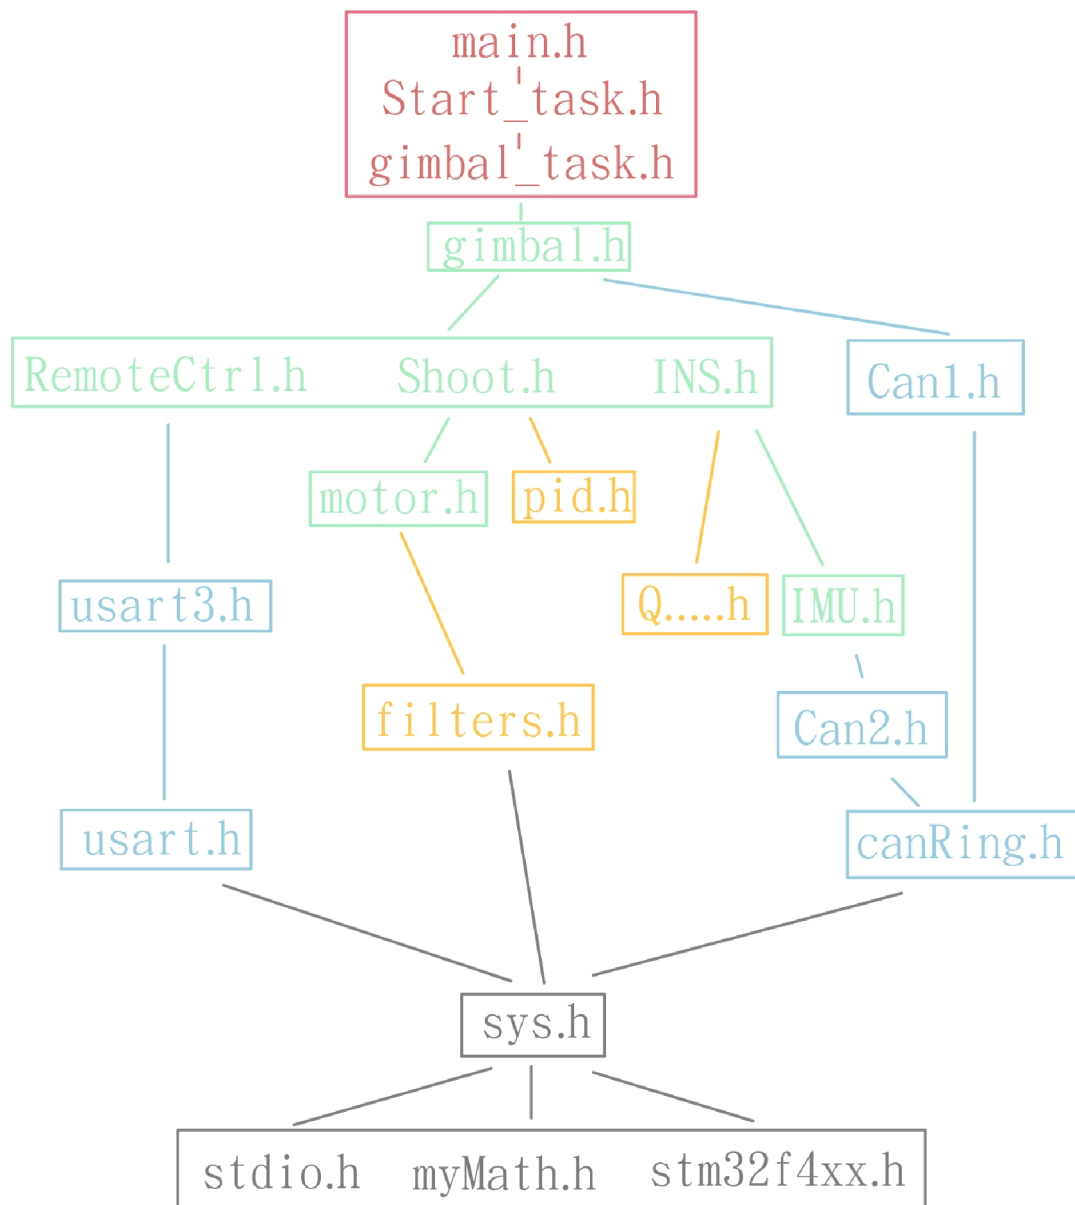 main.h
Start_task.h
gimbal_task.h
gimbal.h
RemoteCtrl.h Shoot.h INS.h
Can1.h
motor.h
pid.h
usart3.h
Q.....h
IMU.h
filters.h
Can2.h
usart.h
canRing.h
sys.h
stdio.h myMath.h stm32f4xx.h